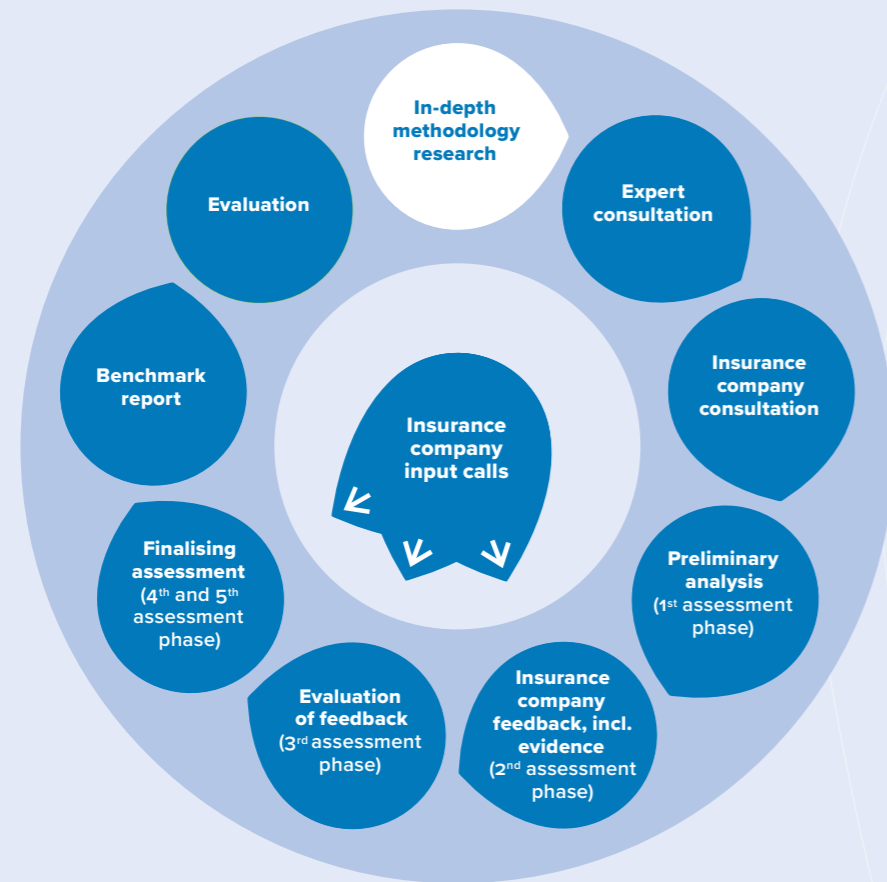 In-depth
methodology
research
Expert
consultation
Insurance
company
consultation
Preliminary
analysis
(1st assessment
phase)
Insurance
company
feedback, incl.
evidence
(2nd assessment
phase)
Evaluation
of feedback
(3rd assessment
phase)
Finalising
assessment
(4th and 5th
assessment
phase)
Benchmark
report
Evaluation
Insurance
company
input calls